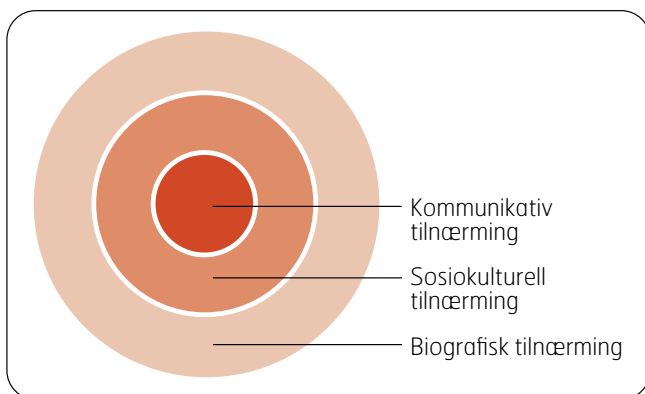 Kommunikativ
tilnærming
Sosiokulturell
tilnærming
Biografisk tilnærming